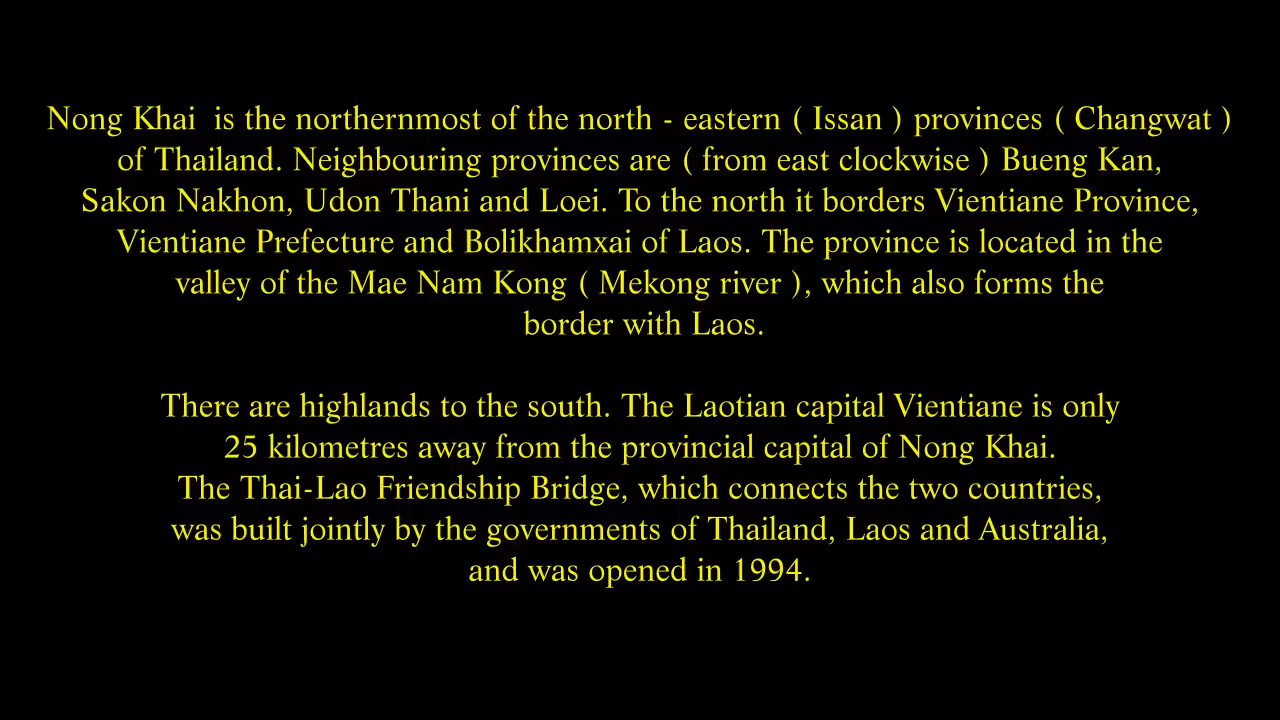 Nong Khai  is the northernmost of the north - eastern ( Issan ) provinces ( Changwat )
of Thailand. Neighbouring provinces are ( from east clockwise ) Bueng Kan,
Sakon Nakhon, Udon Thani and Loei. To the north it borders Vientiane Province,
Vientiane Prefecture and Bolikhamxai of Laos. The province is located in the
valley of the Mae Nam Kong ( Mekong river ), which also forms the
border with Laos.
There are highlands to the south. The Laotian capital Vientiane is only
25 kilometres away from the provincial capital of Nong Khai.
The Thai-Lao Friendship Bridge, which connects the two countries,
was built jointly by the governments of Thailand, Laos and Australia,
and was opened in 1994.